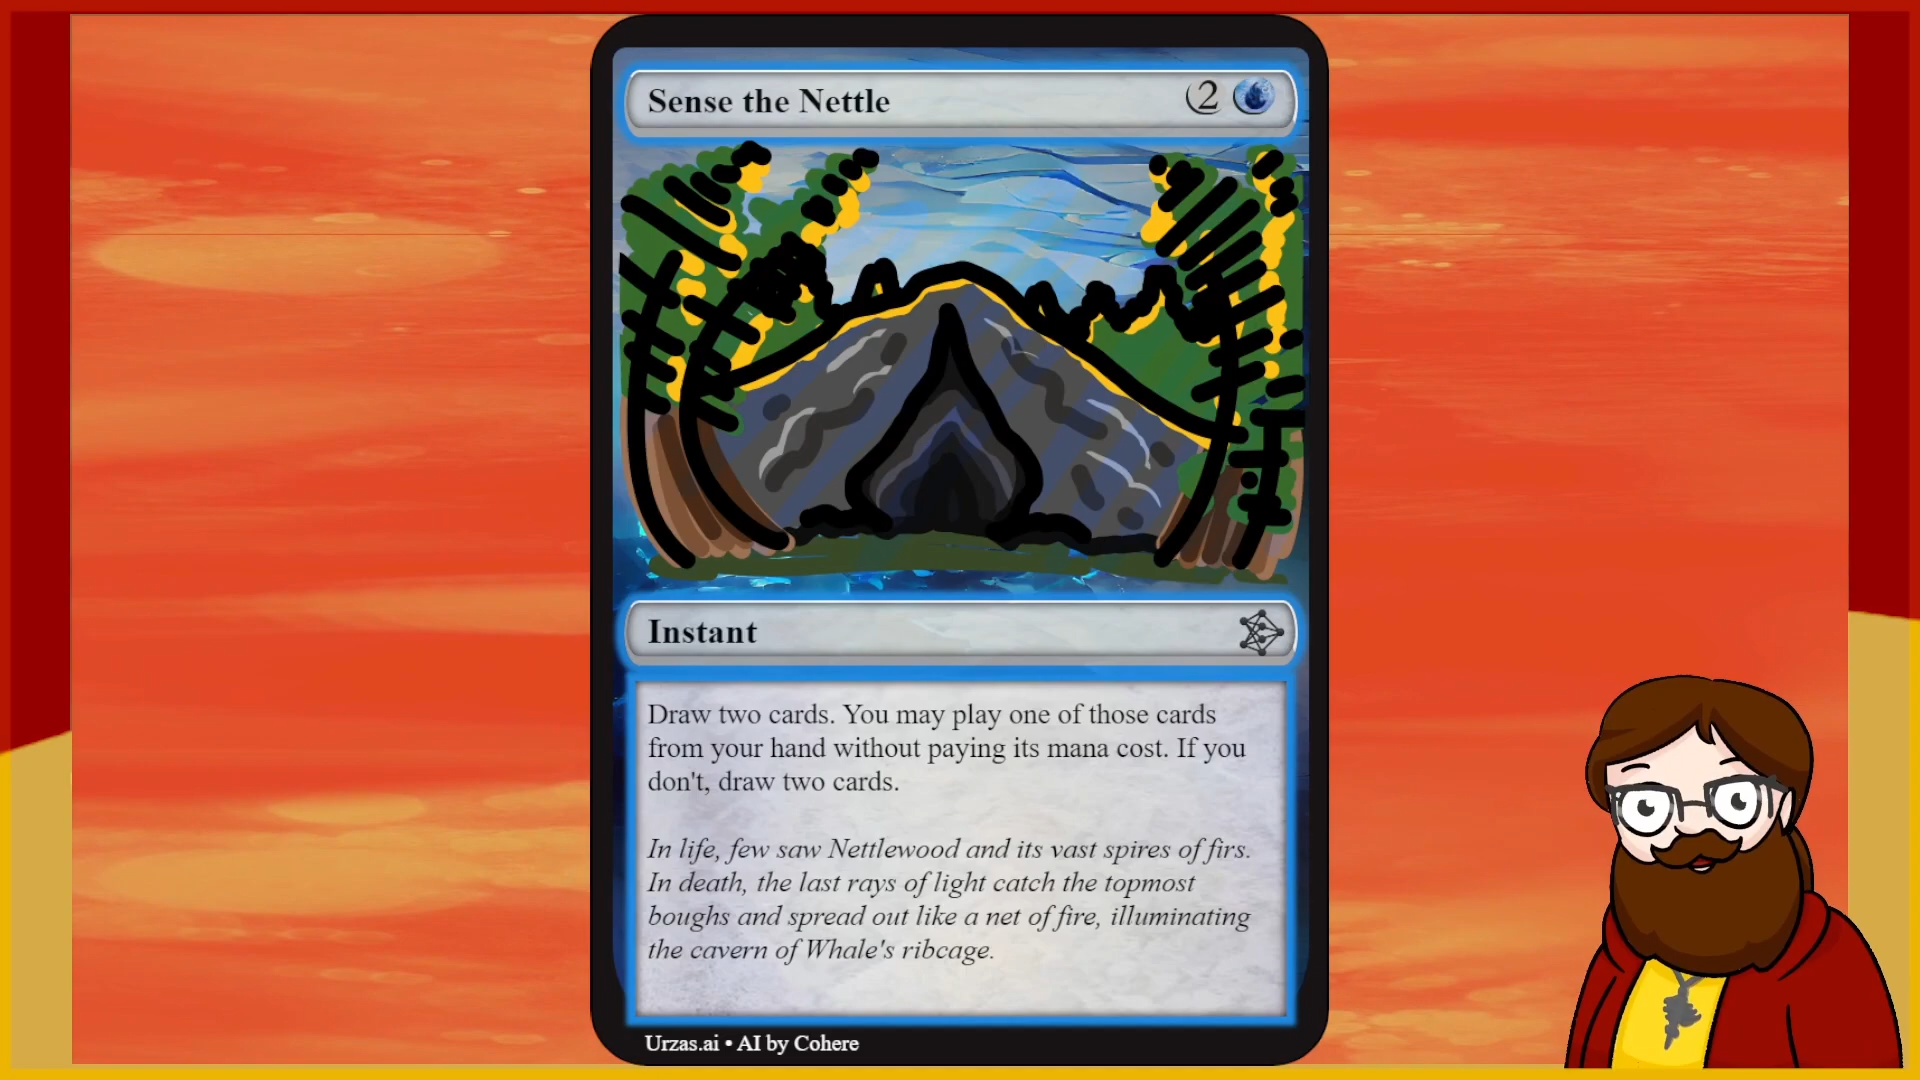 Sense the Nettle 2
Instant
Draw two cards. You may play one of those cards
from your hand without paying its mana cost. If you
don't, draw two cards.
In life, few saw Nettlewood and its vast spires of firs.
In death, the last rays of light catch the topmost
boughs and spread out like a net of fire, illuminating
the cavern of Whale's ribcage.
Urzas.ai • AI by Cohere